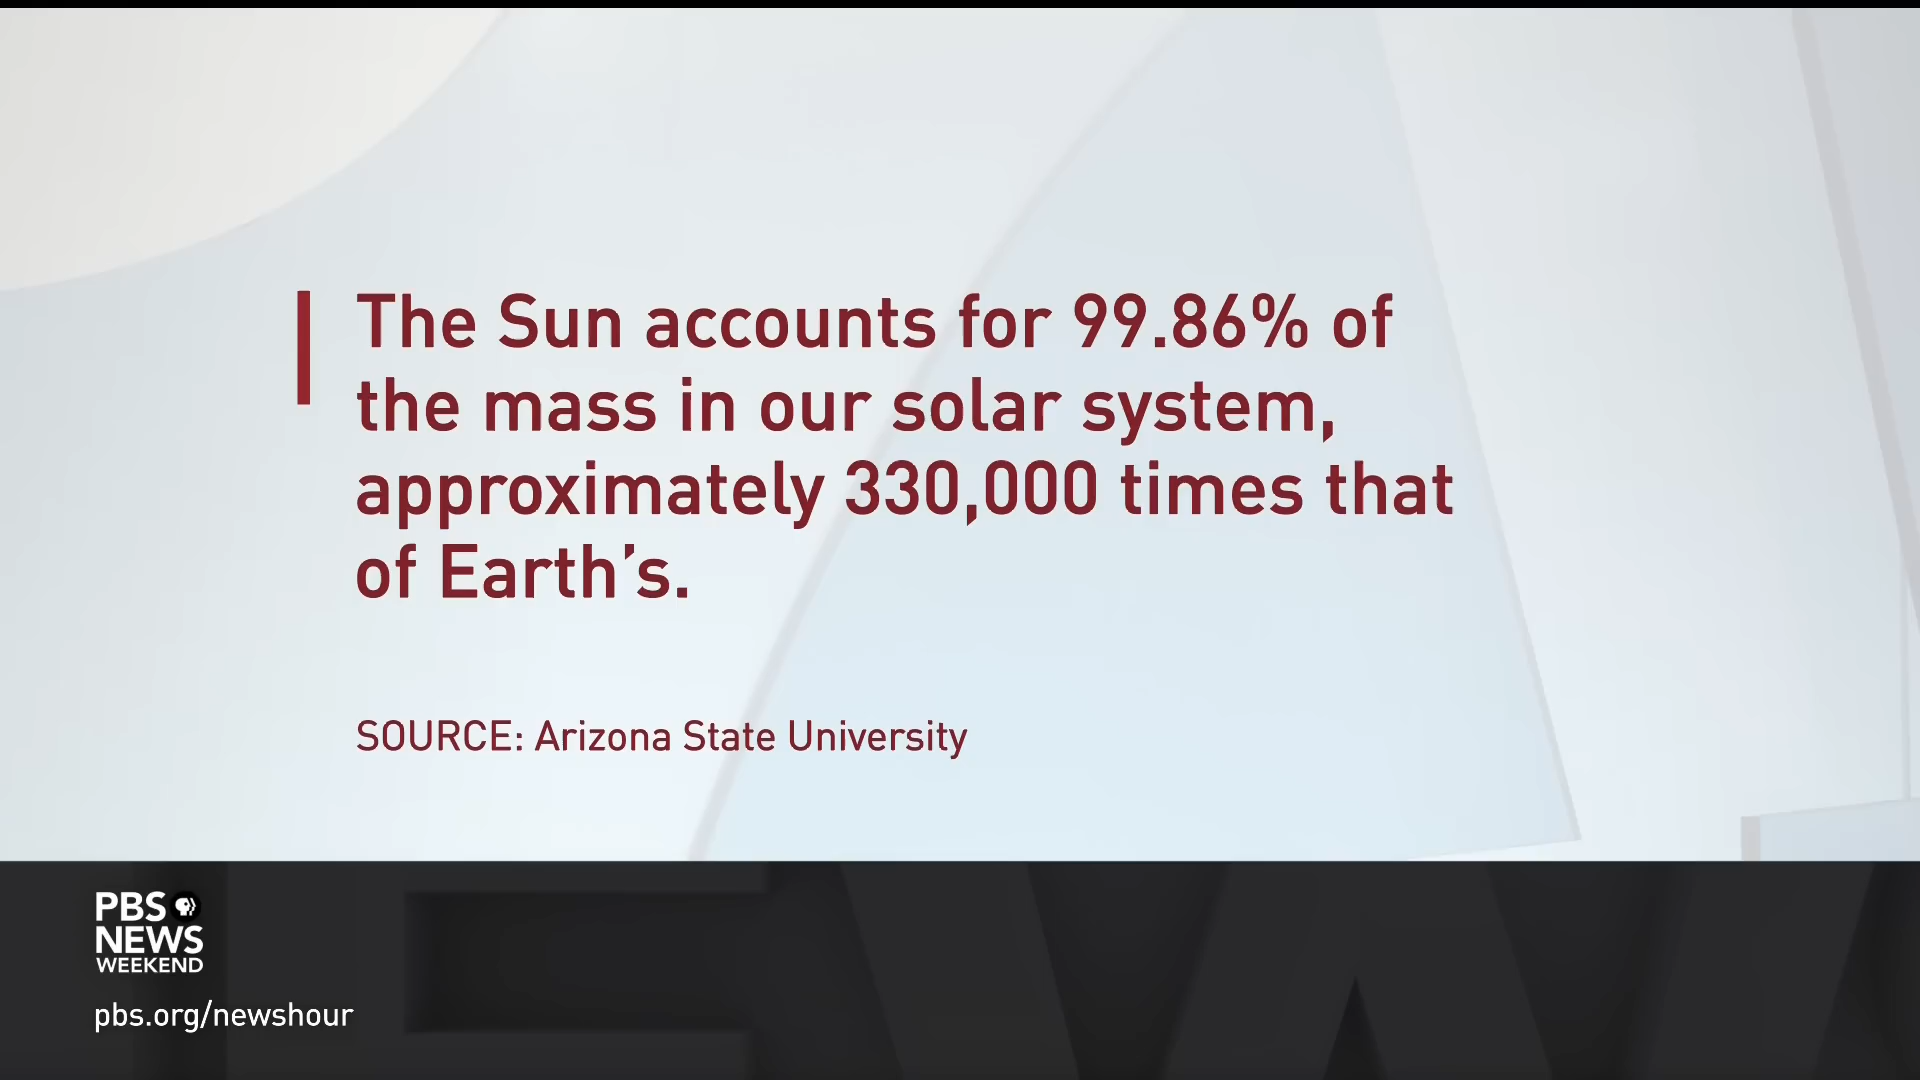 The Sun accounts for 99.86% of
the mass in our solar system,
approximately 330,000 times that
of Earth’s.
SOURCE: Arizona State University
PBS
NEWS
WEEKEND
pbs.org/newshour